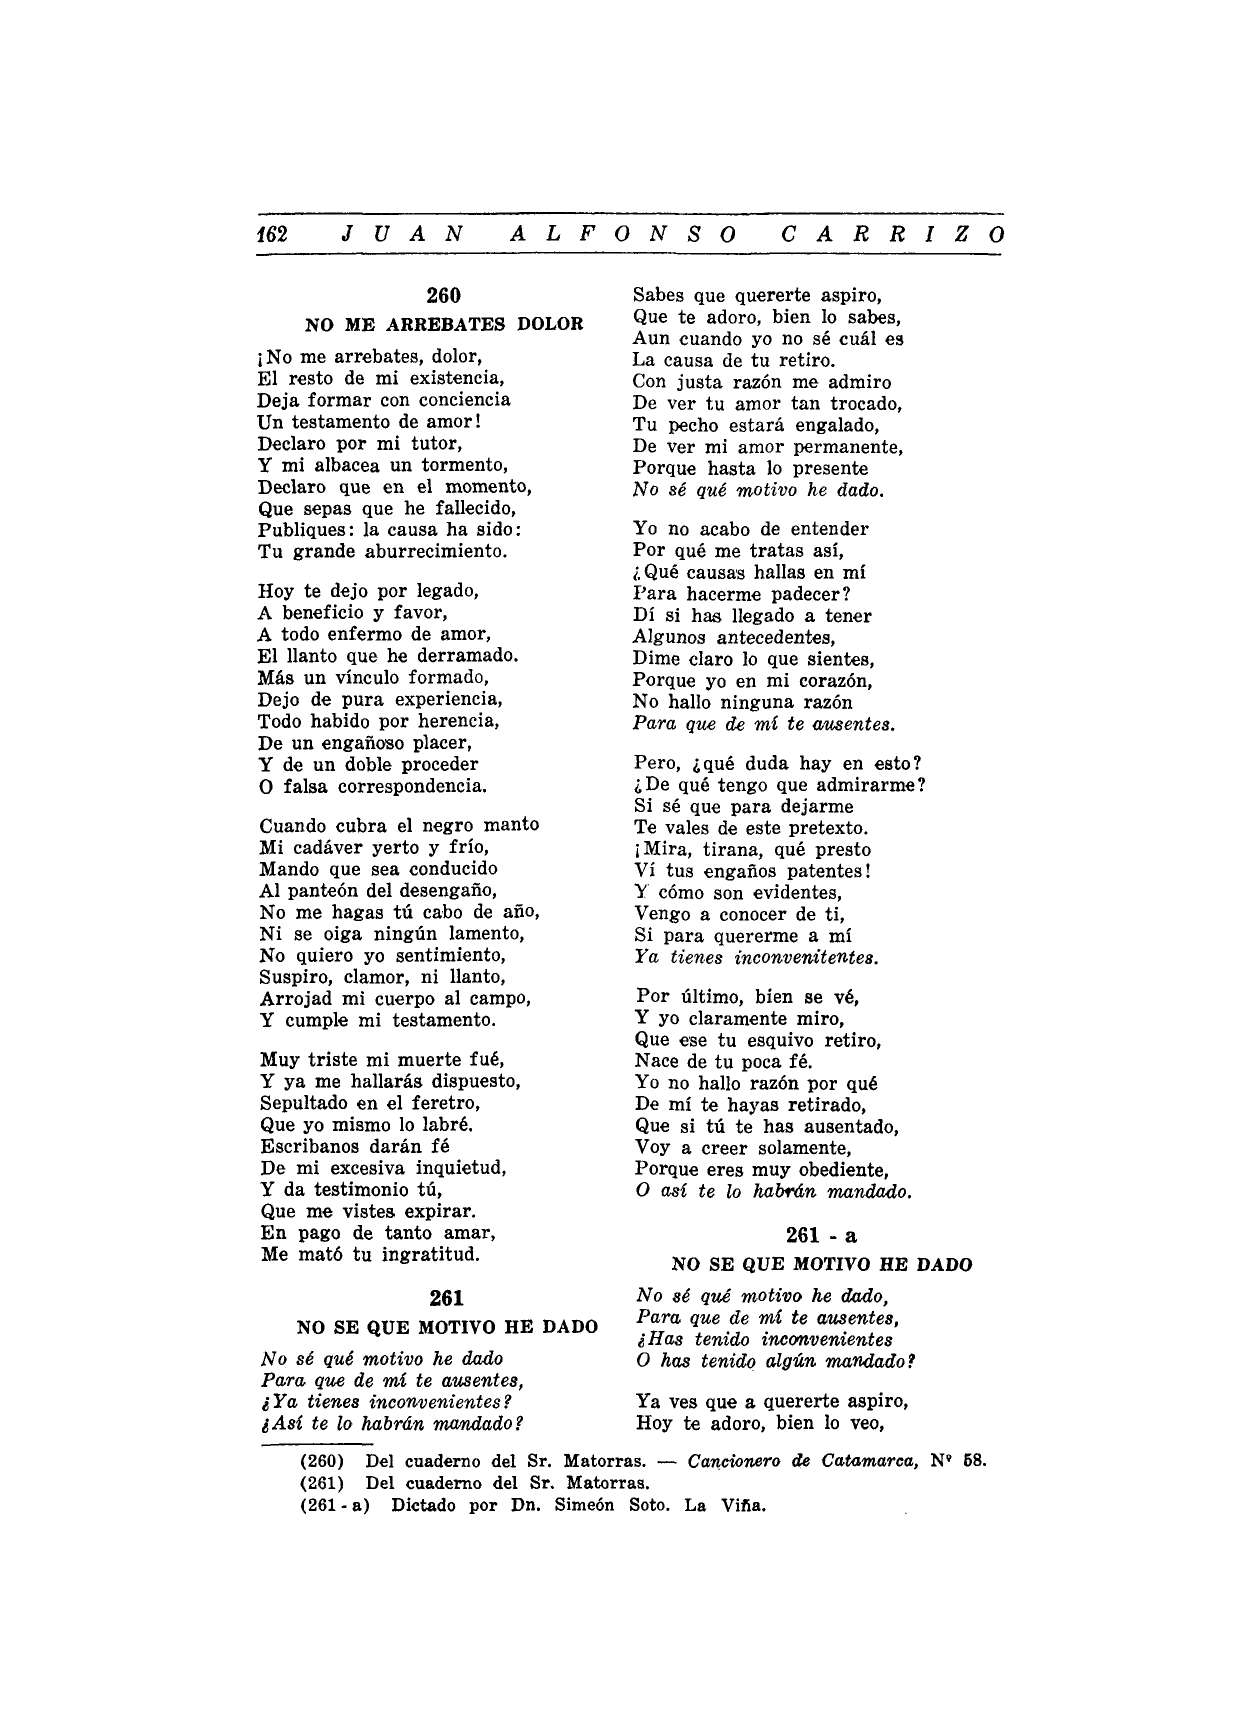 162 JUAN ALFONSO CARRIZO
260
NO ME ARREBATES DOLOR
¡No me arrebates, dolor,
El resto de mi existencia,
Deja formar con conciencia
Un testamento de amor!
Declaro por mi tutor,
Y mi albacea un tormento,
Declaro que en el momento,
Que sepas que he fallecido,
Publiques: la causa ha sido:
Tu grande aburrecimiento.
Hoy te dejo por legado,
A beneficio y favor,
A todo enfermo de amor,
El llanto que he derramado.
Más un vínculo formado,
Dejo de pura experiencia,
Todo habido por herencia,
De un engañoso placer,
Y de un doble proceder
O falsa correspondencia.
Cuando cubra el negro manto
Mi cadáver yerto y frío,
Mando que sea conducido
Al panteón del desengaño,
No me hagas tú cabo de año,
Ni se oiga ningún lamento,
No quiero yo sentimiento,
Suspiro, clamor, ni llanto,
Arrojad mi cuerpo al campo,
Y cumple mi testamento.
Muy triste mi muerte fué,
Y ya me hallarás dispuesto,
Sepultado en el feretro,
Que yo mismo lo labré.
Escribanos darán fé
De mi excesiva inquietud,
Y da testimonio tú,
Que me vistes expirar.
En pago de tanto amar,
Me mató tu ingratitud.
261
NO SE QUE MOTIVO HE DADO
No sé qué motivo he dado
Para que de mí te ausentes,
¿Ya tienes inconvenientes?
¿Así te lo habrán mandado?
Sabes que quererte aspiro,
Que te adoro, bien lo sabes,
Aun cuando yo no sé cuál es
La causa de tu retiro.
Con justa razón me admiro
De ver tu amor tan trocado,
Tu pecho estará engalado,
De ver mi amor permanente,
Porque hasta lo presente
No sé qué motivo he dado.
Yo no acabo de entender
Por qué me tratas así,
¿Qué causas hallas en mí
Para hacerme padecer?
Dí si has llegado a tener
Algunos antecedentes,
Dime claro lo que sientes,
Porque yo en mi corazón,
No hallo ninguna razón
Para que de mí te ausentes.
Pero, ¿qué duda hay en esto?
¿De qué tengo que admirarme?
Si sé que para dejarme
Te vales de este pretexto.
¡Mira, tirana, qué presto
Ví tus engaños patentes!
Y cómo son evidentes,
Vengo a conocer de ti,
Si para quererme a mí
Ya tienes inconvenitentes.
Por último, bien se vé,
Y yo claramente miro,
Que ese tu esquivo retiro,
Nace de tu poca fé.
Yo no hallo razón por qué
De mí te hayas retirado,
Que si tú te has ausentado,
Voy a creer solamente,
Porque eres muy obediente,
O así te lo habrán mandado.
261 - a
NO SE QUE MOTIVO HE DADO
No sé qué motivo he dado,
Para que de mí te ausentes,
¿Has tenido inconvenientes
O has tenido algún mandado?
Ya ves que a quererte aspiro,
Hoy te adoro, bien lo veo,
(260) Del cuaderno del Sr. Matorras. — Cancionero de Catamarca, Nº 58.
(261) Del cuaderno del Sr. Matorras.
(261 - a) Dictado por Dn. Simeón Soto. La Viña.